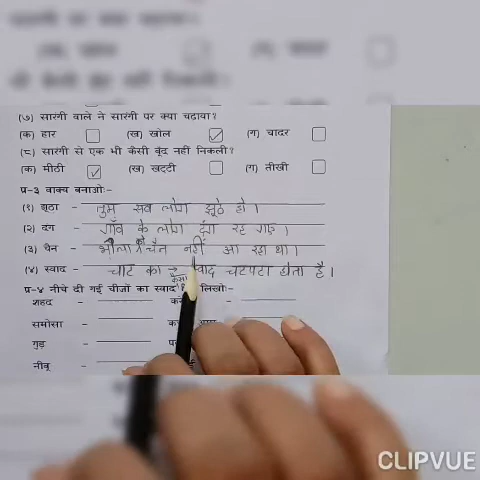 (७) सारंगी वाले ने सारंगी पर क्या चढ़ाया?
(क) हार (ख) खोल (ग) चादर
(८) सारंगी से एक भी कैसी बूंद नहीं निकली?
(क) मीठी (ख) खट्टी (ग) तीखी
प्र-३ वाक्य बनाओ:-
(१) झूठा - तुम सब लोग झूठे हो।
(२) दंग - गाँव के लोग दंग रह गए।
(३) चैन - भोला को चैन नहीं आ रहा था।
(४) स्वाद - चाट का स्वाद चटपटा होता है।
प्र-४ नीचे दी गई चीजों का स्वाद लिखो:-
शहद -
समोसा -
गुड़ -
नींबू -
CLIPVUE